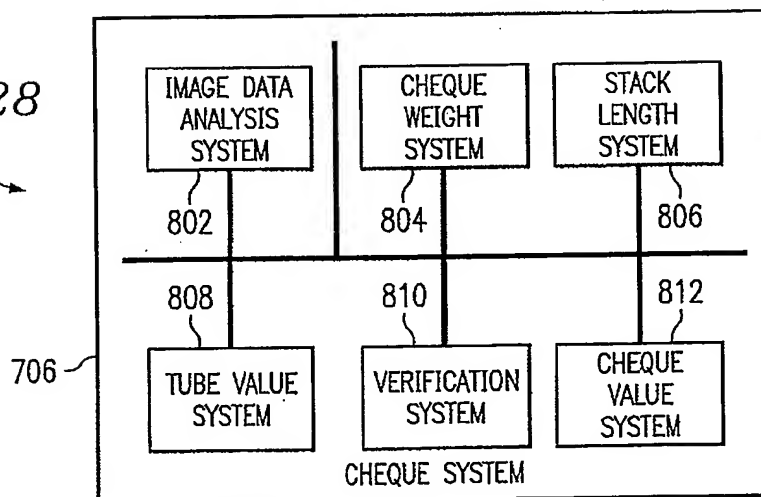 28
IMAGE DATA
ANALYSIS
SYSTEM
CHEQUE
WEIGHT
SYSTEM
STACK
LENGTH
SYSTEM
802
804
806
808
810
812
706
TUBE VALUE
SYSTEM
VERIFICATION
SYSTEM
CHEQUE
VALUE
SYSTEM
CHEQUE SYSTEM